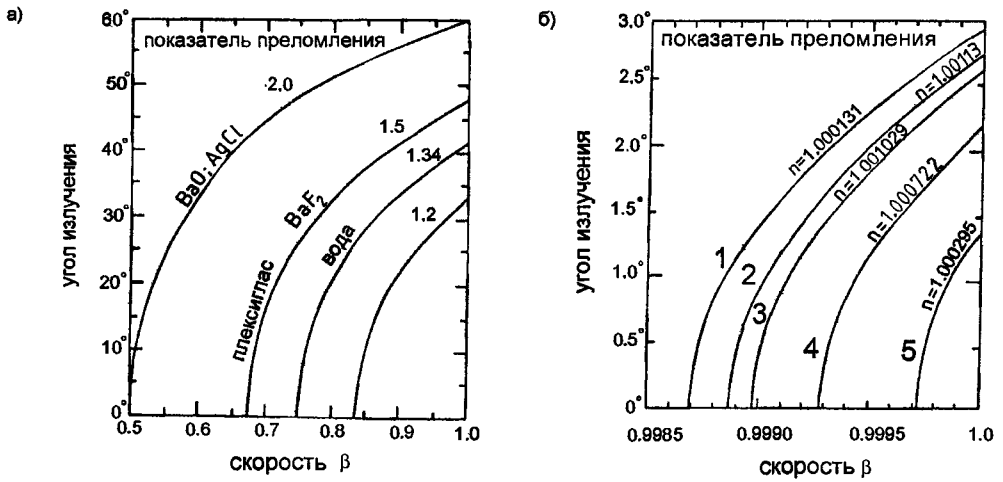 а)
показатель преломления
60°
50°
40°
30°
20°
10°
0°
угол излучения
BaO; AgCl
2.0
плексиглас
BaF2
1.5
вода
1.34
1.2
0.5
0.6
0.7
0.8
0.9
1.0
скорость β
б)
показатель преломления
3.0°
2.5°
2.0°
1.5°
1.0°
0.5°
0
угол излучения
n=1.000131
n=1.00113
n=1.001029
n=1.000722
n=1.000295
1
2
3
4
5
0.9985
0.9990
0.9995
1.0
скорость β